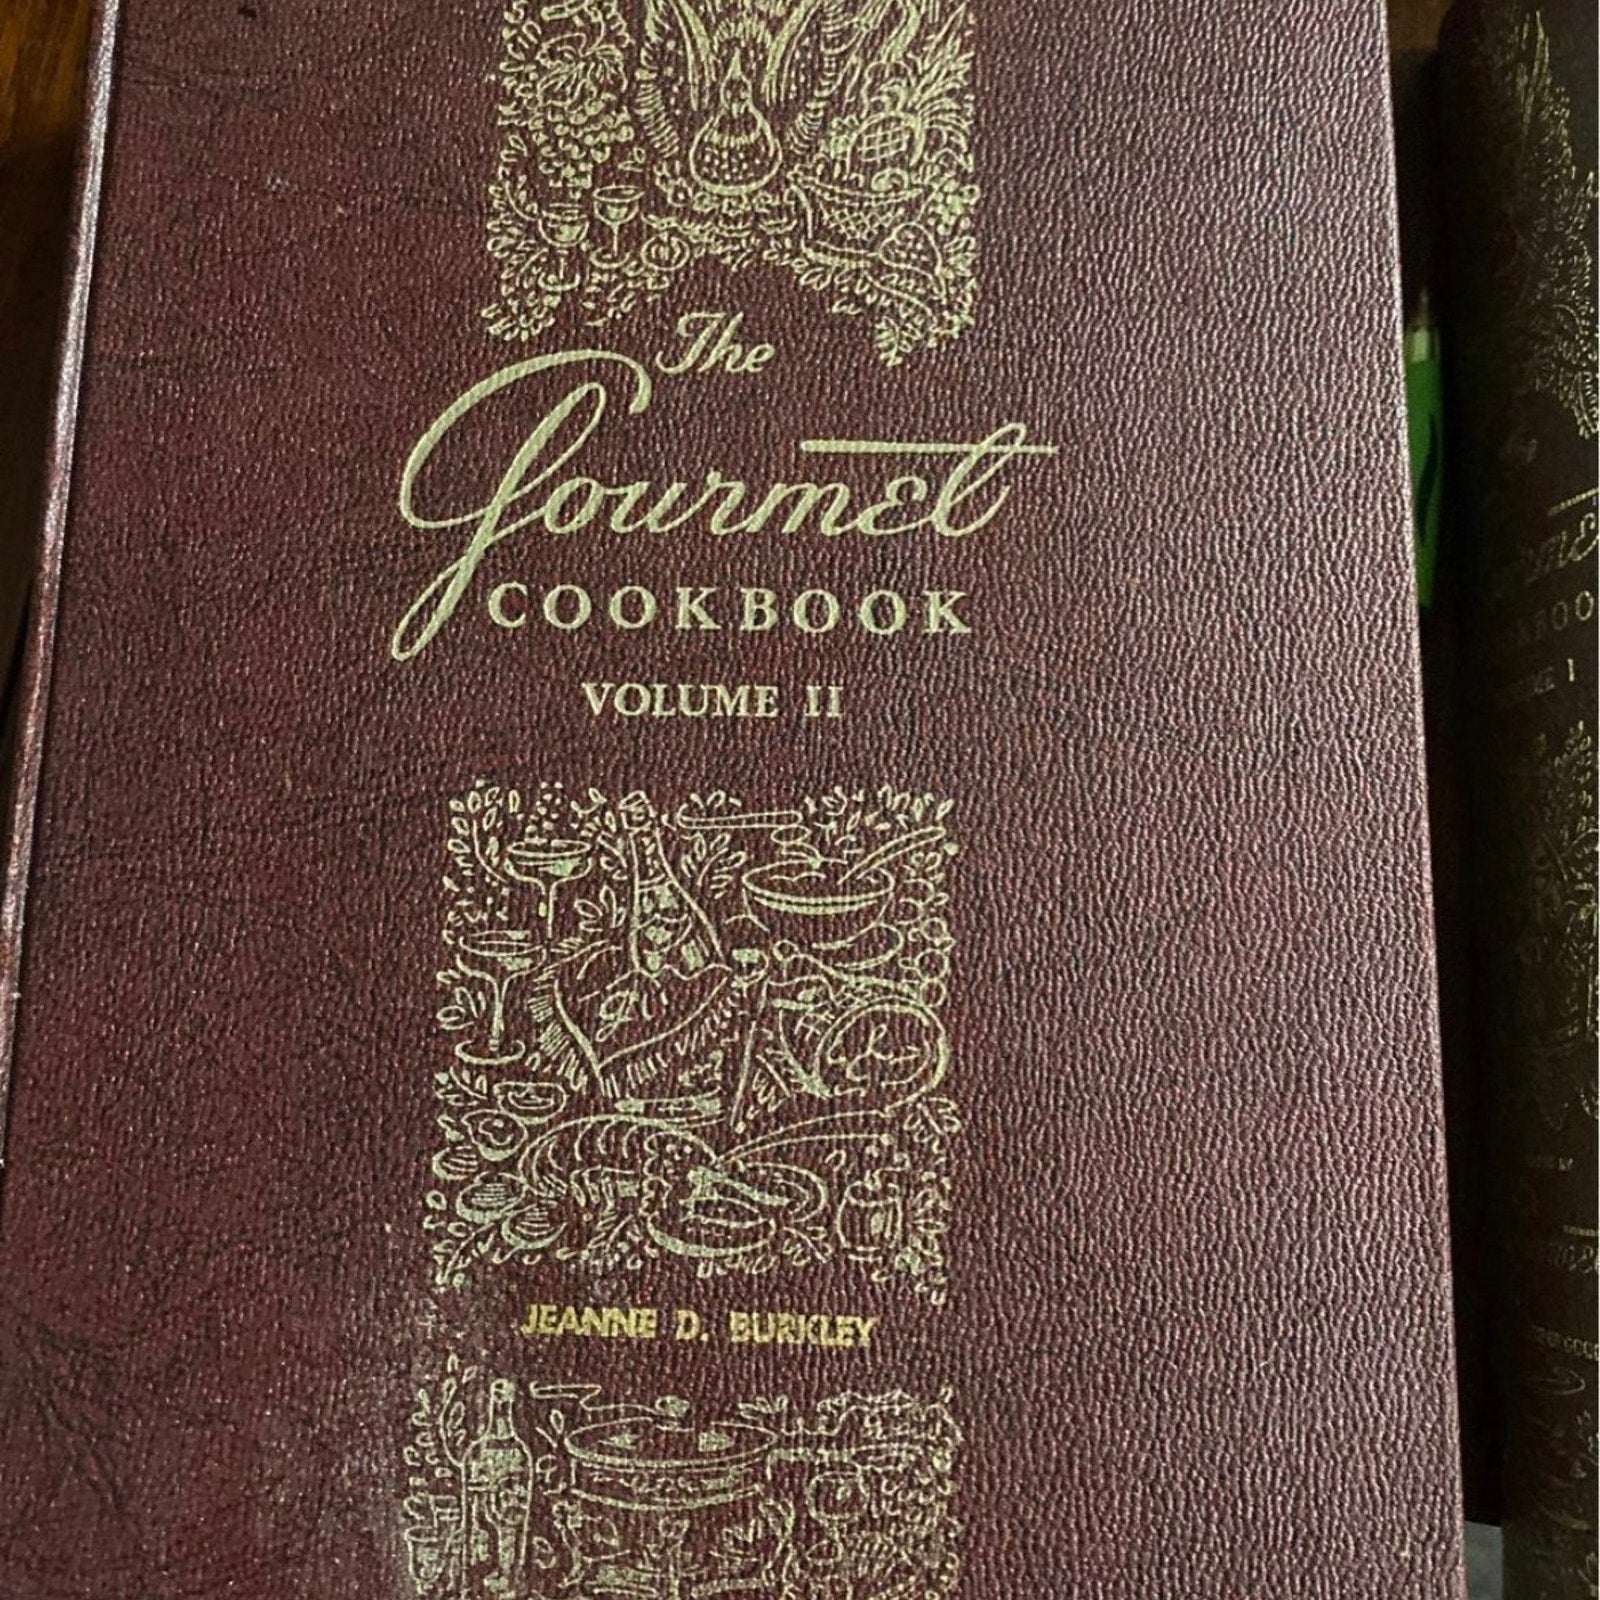 The
Gourmet
COOKBOOK
VOLUME II
JEANNE D. BURKLEY